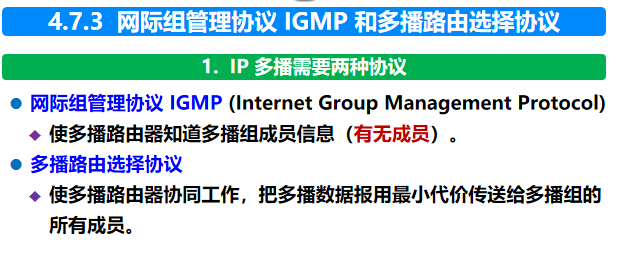 4.7.3 网际组管理协议 IGMP 和多播路由选择协议
1. IP 多播需要两种协议
网际组管理协议 IGMP (Internet Group Management Protocol)
使多播路由器知道多播组成员信息（有无成员）。
多播路由选择协议
使多播路由器协同工作，把多播数据报用最小代价传送给多播组的
所有成员。